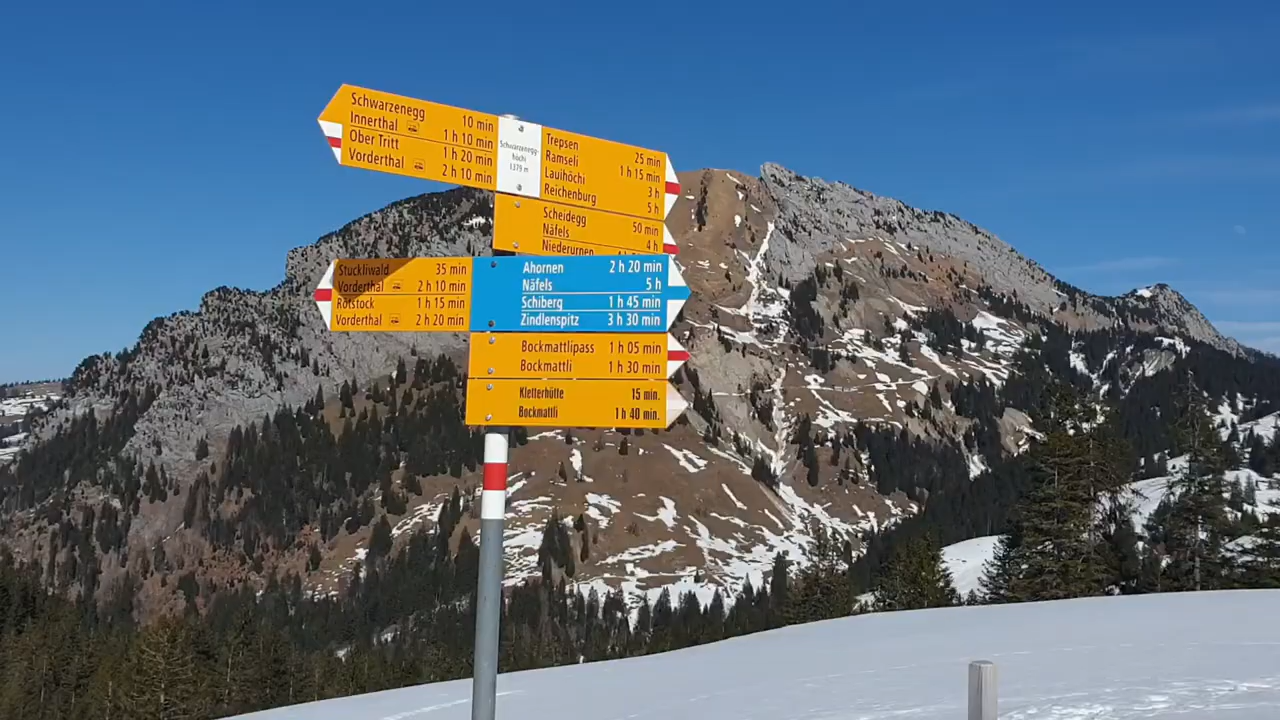 Schwarzenegg 10 min
Innerthal 1 h 10 min
Ober Tritt 1 h 20 min
Vorderthal 2 h 10 min
Schwarzenegg-
höchi
1379 m
Trepsen 25 min
Ramseli 1 h 15 min
Lauihöchi 3 h
Reichenburg 5 h
Scheidegg 50 min
Näfels 4 h
Niederurnen
Stuckliwald 35 min
Vorderthal 2 h 10 min
Rotstock 1 h 15 min
Vorderthal 2 h 20 min
Ahornen 2 h 20 min
Näfels 5 h
Schiberg 1 h 45 min
Zindlenspitz 3 h 30 min
Bockmattlipass 1 h 05 min
Bockmattli 1 h 30 min
Kletterhütte 15 min.
Bockmattli 1 h 40 min.